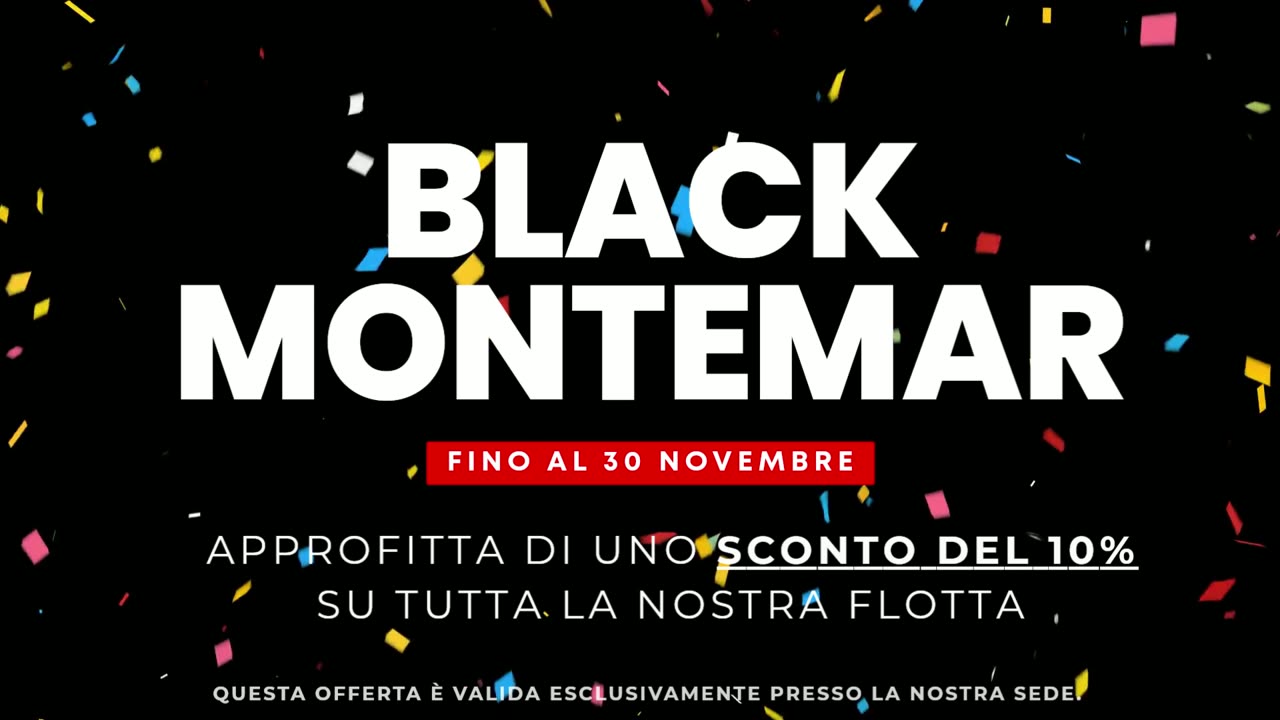 BLACK
MONTEMAR
FINO AL 30 NOVEMBRE
APPROFITTA DI UNO SCONTO DEL 10%
SU TUTTA LA NOSTRA FLOTTA
QUESTA OFFERTA È VALIDA ESCLUSIVAMENTE PRESSO LA NOSTRA SEDE.